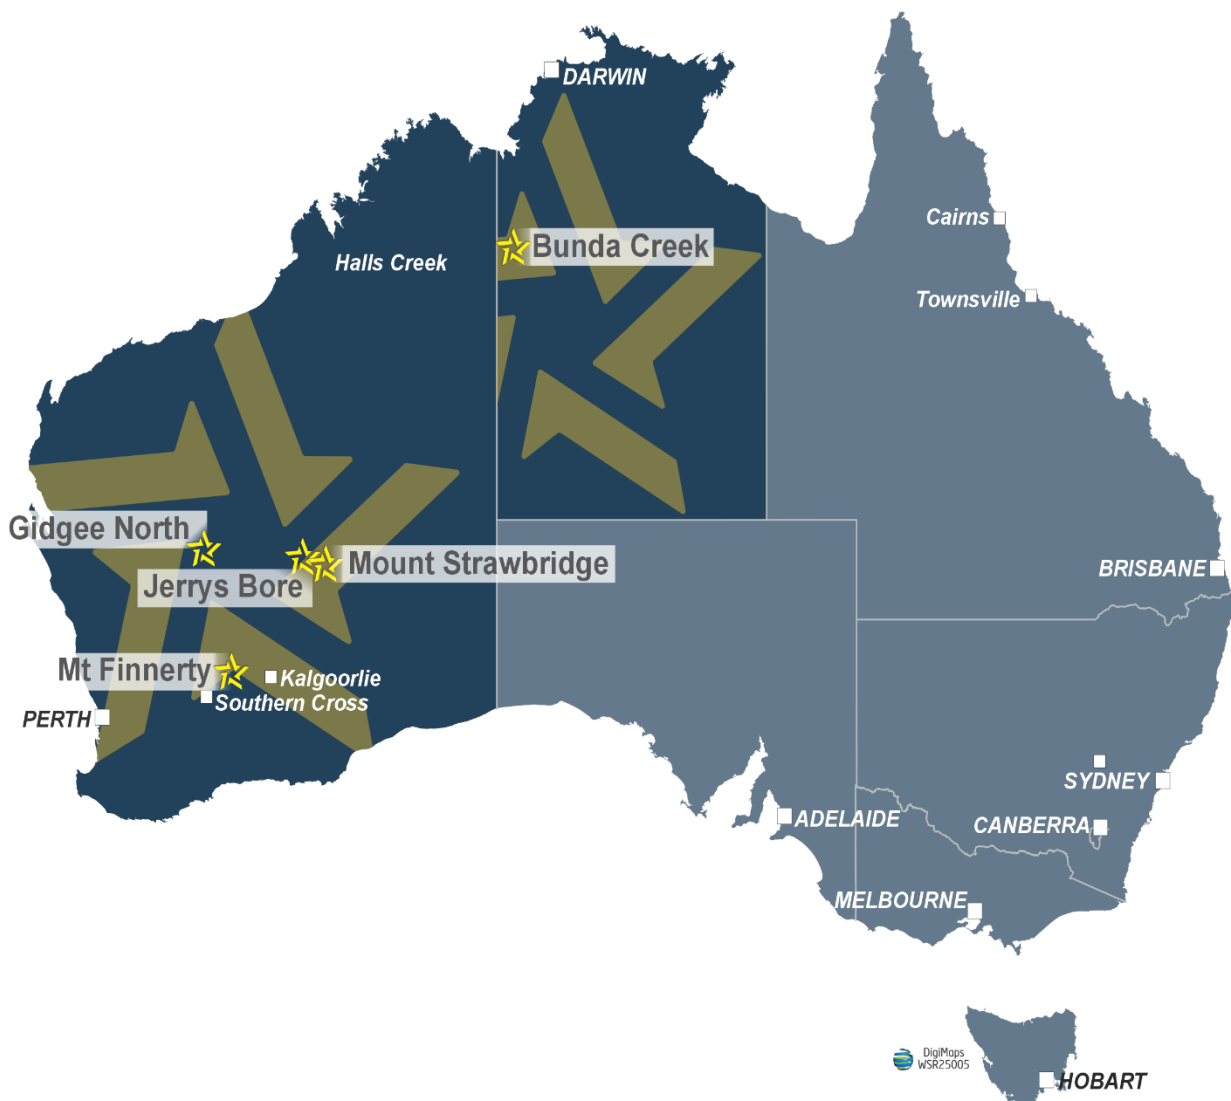 DARWIN
Cairns
Bunda Creek
Halls Creek
Townsville
Gidgee North
Jerrys Bore
Mount Strawbridge
BRISBANE
Mt Finnerty
Kalgoorlie
Southern Cross
PERTH
SYDNEY
ADELAIDE
CANBERRA
MELBOURNE
DigiMaps
WSR25005
HOBART